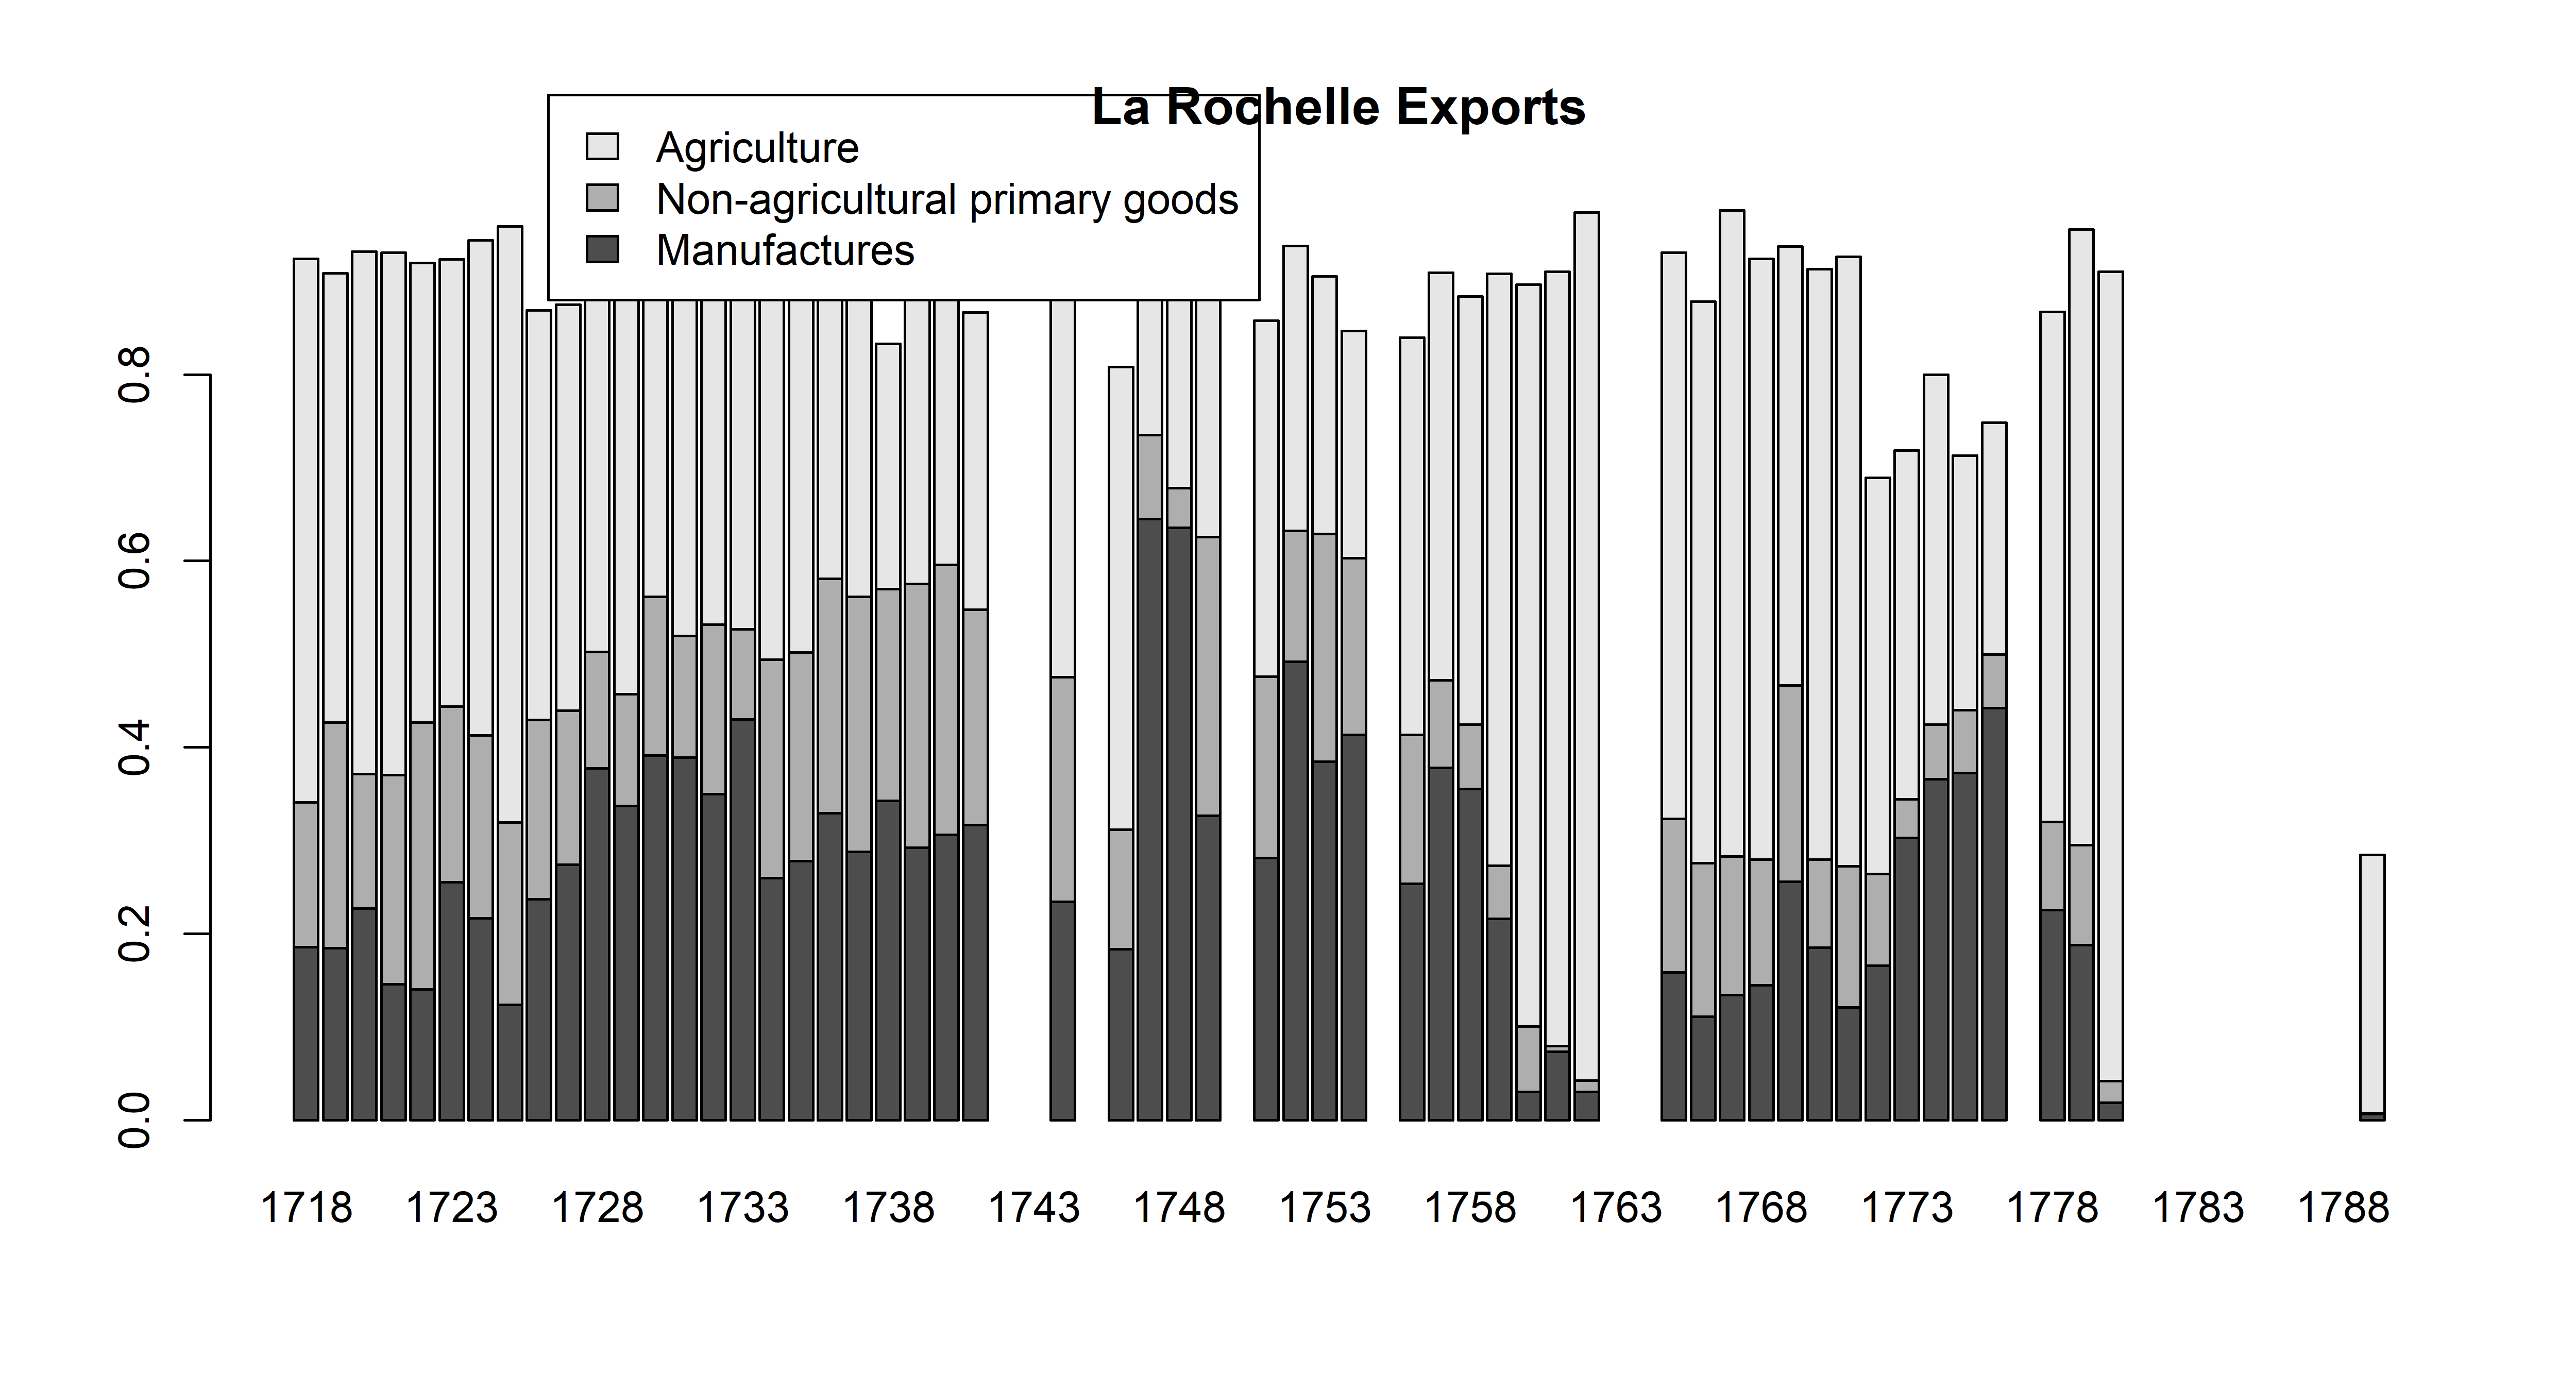 La Rochelle Exports
Agriculture
Non-agricultural primary goods
Manufactures
0.8
0.6
0.4
0.2
0.0
1718 1723 1728 1733 1738 1743 1748 1753 1758 1763 1768 1773 1778 1783 1788